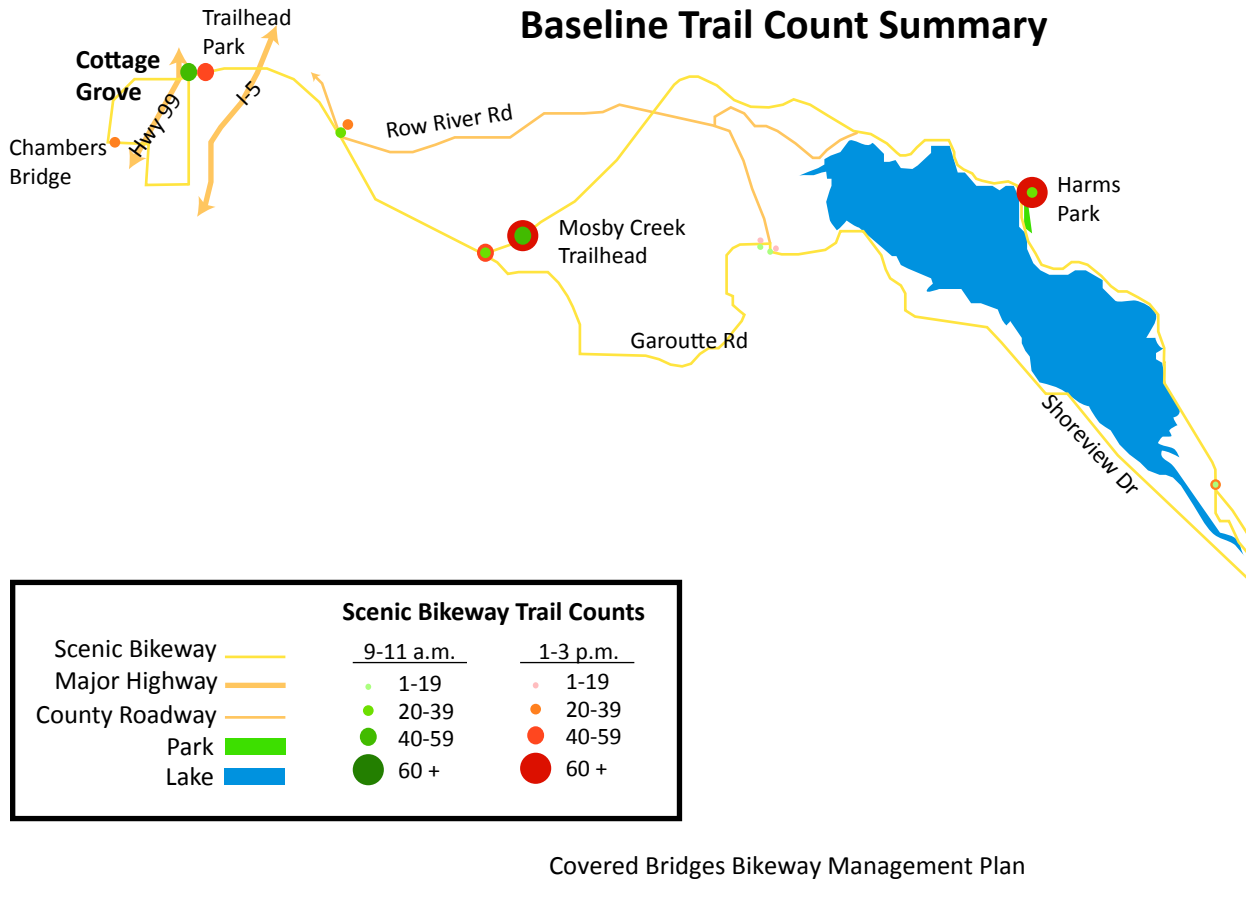 Baseline Trail Count Summary
Trailhead
Park
Cottage
Grove
Hwy 99
I-5
Chambers
Bridge
Row River Rd
Mosby Creek
Trailhead
Harms
Park
Garoutte Rd
Shoreview Dr
Scenic Bikeway Trail Counts
Scenic Bikeway
Major Highway
County Roadway
Park
Lake
9-11 a.m.
1-19
20-39
40-59
60 +
1-3 p.m.
1-19
20-39
40-59
60 +
Covered Bridges Bikeway Management Plan